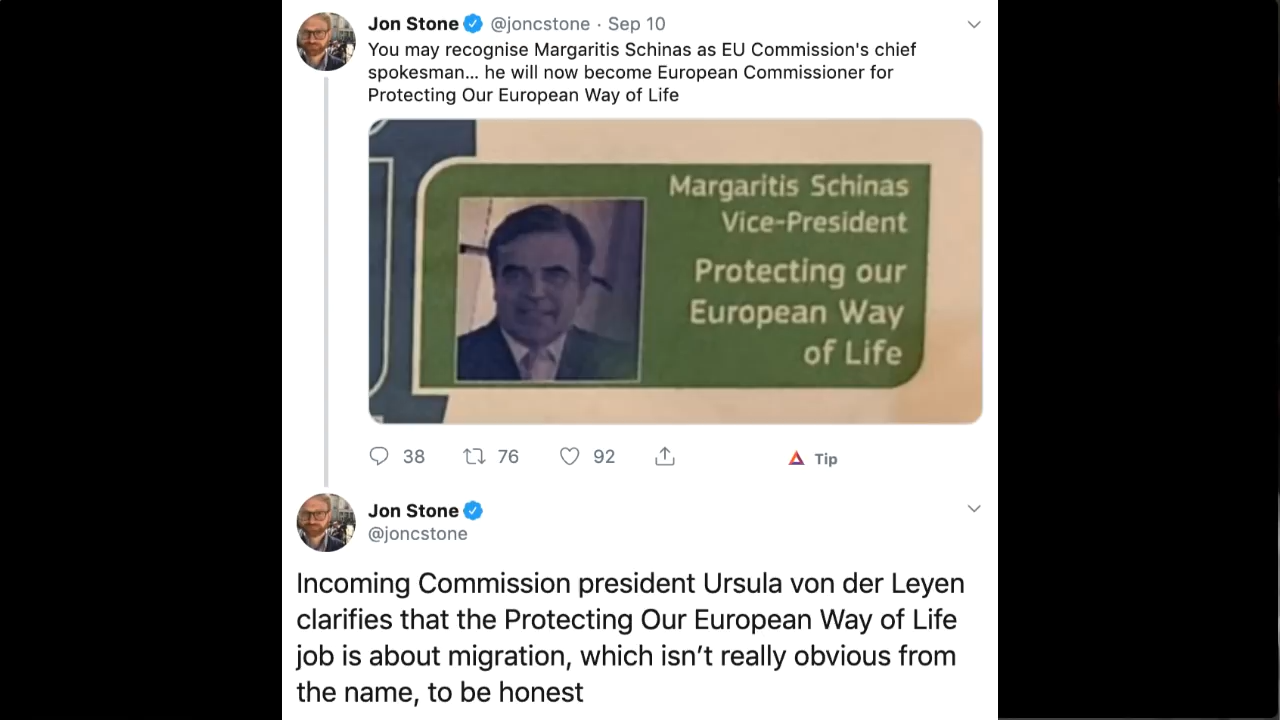 Jon Stone @joncstone · Sep 10
You may recognise Margaritis Schinas as EU Commission's chief
spokesman... he will now become European Commissioner for
Protecting Our European Way of Life
Margaritis Schinas
Vice-President
Protecting our
European Way
of Life
38 76 92 Tip
Jon Stone
@joncstone
Incoming Commission president Ursula von der Leyen
clarifies that the Protecting Our European Way of Life
job is about migration, which isn’t really obvious from
the name, to be honest